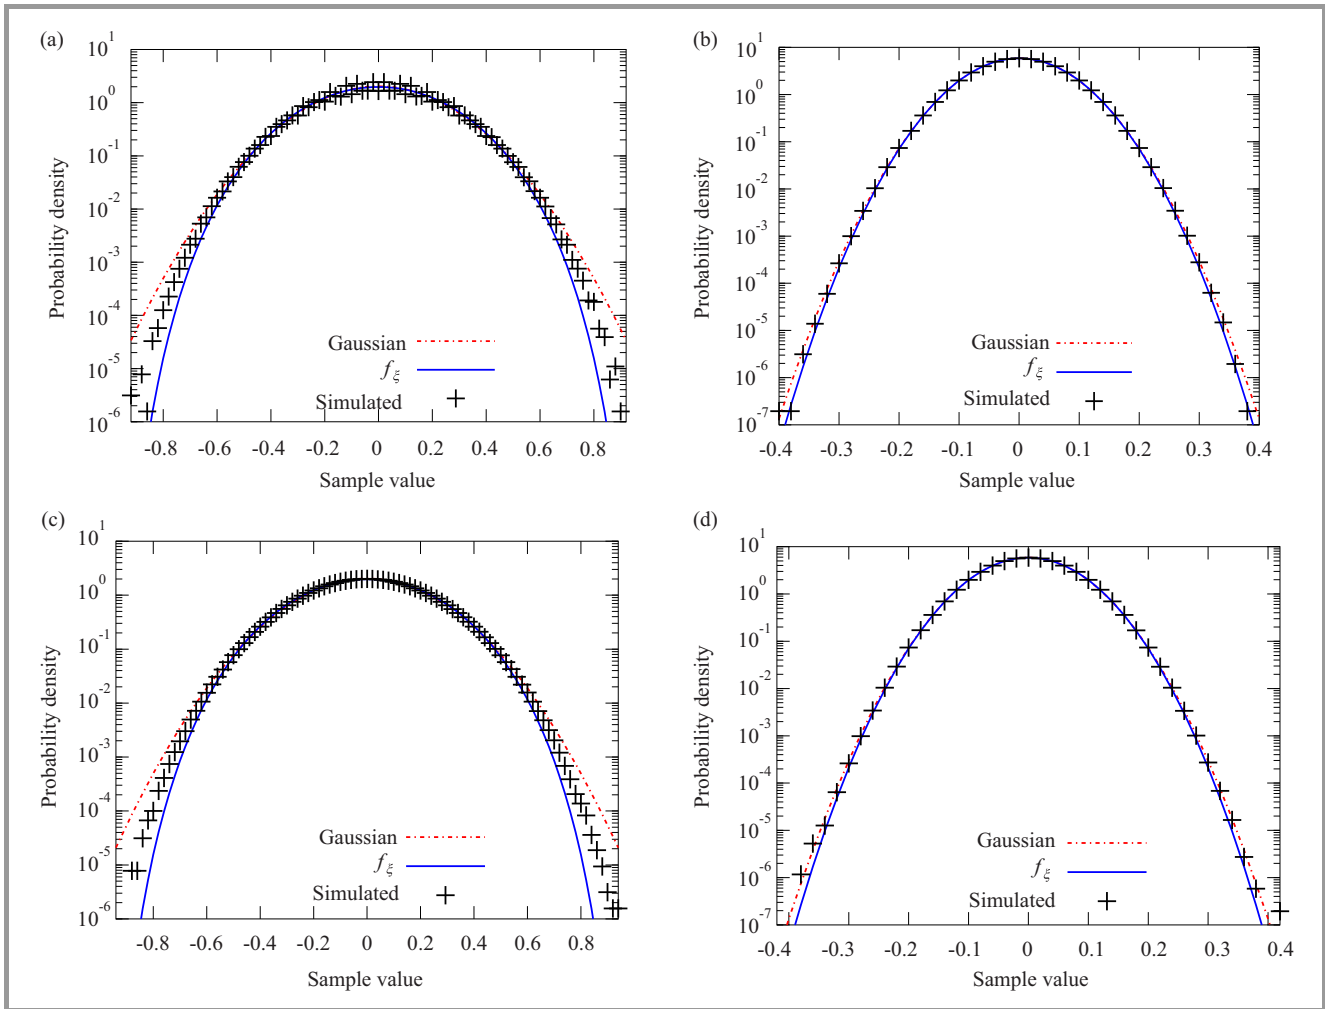 (a)
10^1
10^0
10^-1
10^-2
10^-3
10^-4
10^-5
10^-6
Probability density
Gaussian
f_ξ
Simulated
-0.8 -0.6 -0.4 -0.2 0 0.2 0.4 0.6 0.8
Sample value
(b)
10^1
10^0
10^-1
10^-2
10^-3
10^-4
10^-5
10^-6
10^-7
Probability density
Gaussian
f_ξ
Simulated
-0.4 -0.3 -0.2 -0.1 0 0.1 0.2 0.3 0.4
Sample value
(c)
10^1
10^0
10^-1
10^-2
10^-3
10^-4
10^-5
10^-6
Probability density
Gaussian
f_ξ
Simulated
-0.8 -0.6 -0.4 -0.2 0 0.2 0.4 0.6 0.8
Sample value
(d)
10^1
10^0
10^-1
10^-2
10^-3
10^-4
10^-5
10^-6
10^-7
Probability density
Gaussian
f_ξ
Simulated
-0.4 -0.3 -0.2 -0.1 0 0.1 0.2 0.3 0.4
Sample value